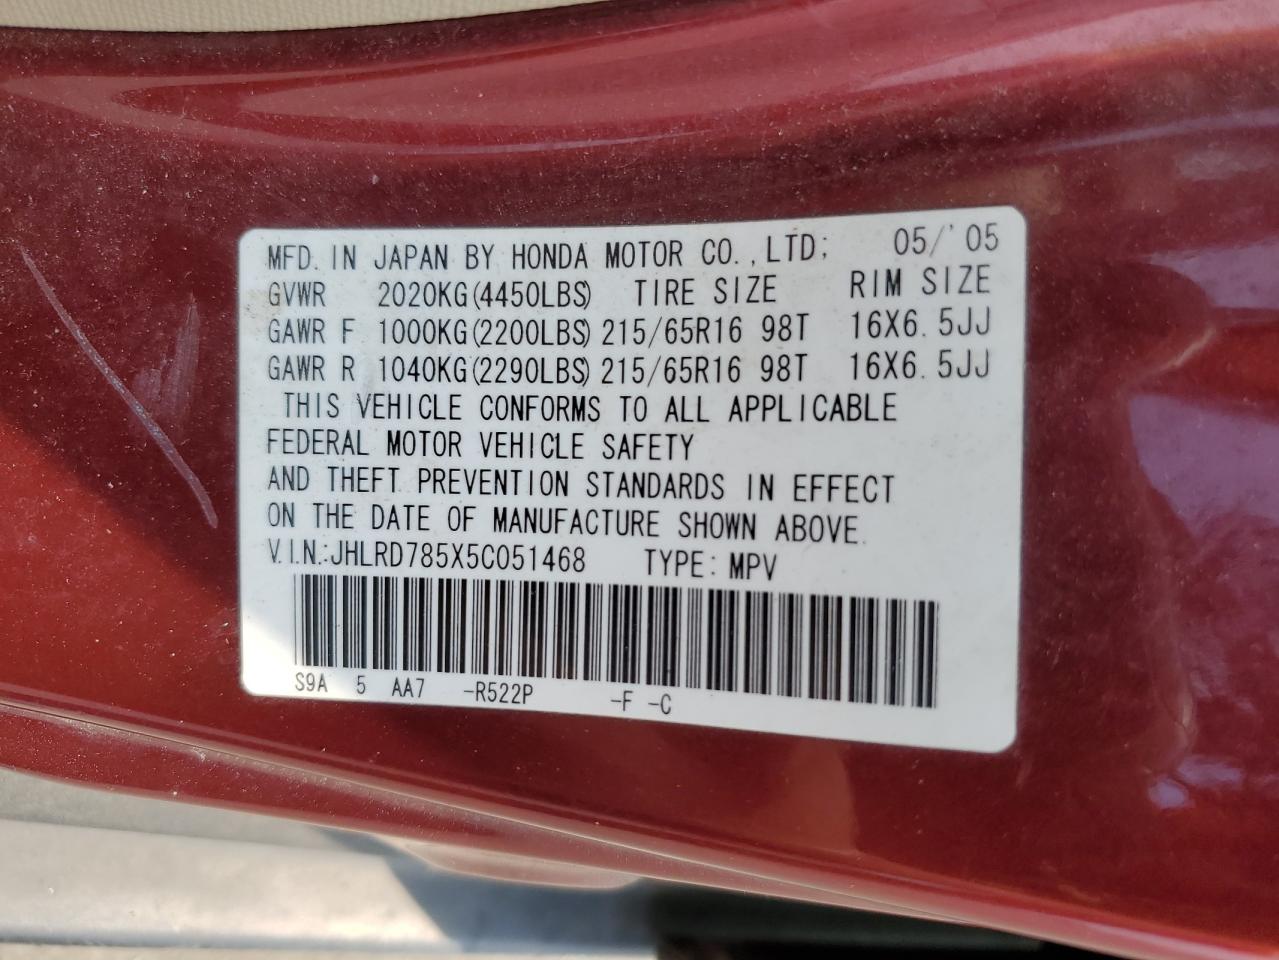 MFD. IN JAPAN BY HONDA MOTOR CO., LTD; 05/'05
GVWR 2020KG(4450LBS) TIRE SIZE RIM SIZE
GAWR F 1000KG(2200LBS) 215/65R16 98T 16X6.5JJ
GAWR R 1040KG(2290LBS) 215/65R16 98T 16X6.5JJ
THIS VEHICLE CONFORMS TO ALL APPLICABLE
FEDERAL MOTOR VEHICLE SAFETY
AND THEFT PREVENTION STANDARDS IN EFFECT
ON THE DATE OF MANUFACTURE SHOWN ABOVE.
V.I.N.:JHLRD785X5C051468 TYPE: MPV
S9A 5 AA7 -R522P -F -C